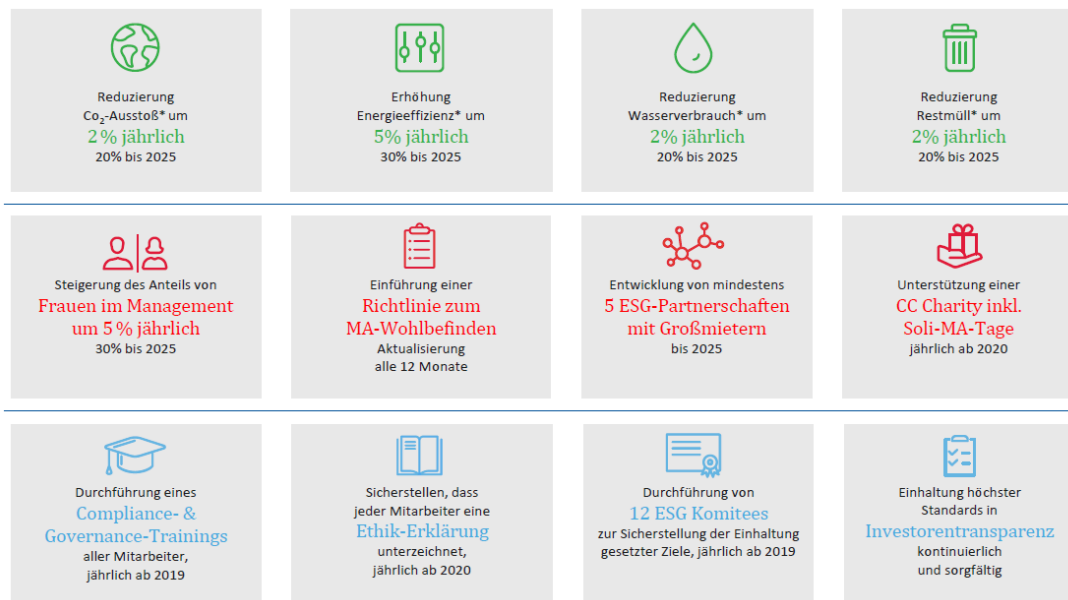 Reduzierung
Co₂-Ausstoß* um
2% jährlich
20% bis 2025
Erhöhung
Energieeffizienz* um
5% jährlich
30% bis 2025
Reduzierung
Wasserverbrauch* um
2% jährlich
20% bis 2025
Reduzierung
Restmüll* um
2% jährlich
20% bis 2025
Steigerung des Anteils von
Frauen im Management
um 5 % jährlich
30% bis 2025
Einführung einer
Richtlinie zum
MA-Wohlbefinden
Aktualisierung
alle 12 Monate
Entwicklung von mindestens
5 ESG-Partnerschaften
mit Großmietern
bis 2025
Unterstützung einer
CC Charity inkl.
Soli-MA-Tage
jährlich ab 2020
Durchführung eines
Compliance- &
Governance-Trainings
aller Mitarbeiter,
jährlich ab 2019
Sicherstellen, dass
jeder Mitarbeiter eine
Ethik-Erklärung
unterzeichnet,
jährlich ab 2020
Durchführung von
12 ESG Komitees
zur Sicherstellung der Einhaltung
gesetzter Ziele, jährlich ab 2019
Einhaltung höchster
Standards in
Investorentransparenz
kontinuierlich
und sorgfältig